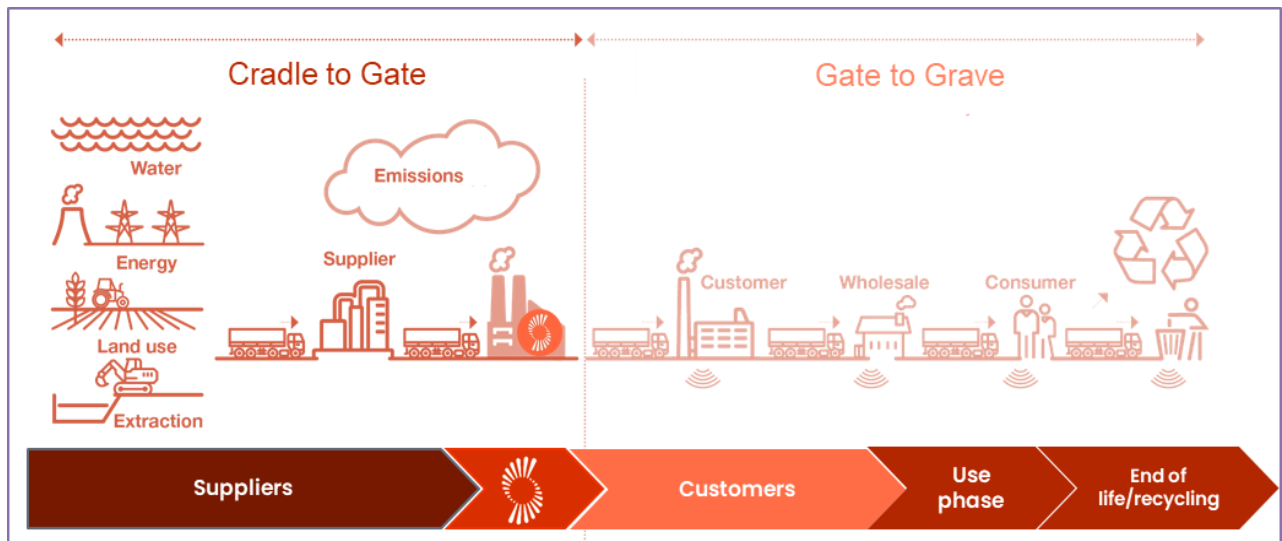 Cradle to Gate
Gate to Grave
Water
Emissions
Energy
Supplier
Customer
Wholesale
Consumer
Land use
Extraction
Suppliers
Customers
Use
phase
End of
life/recycling